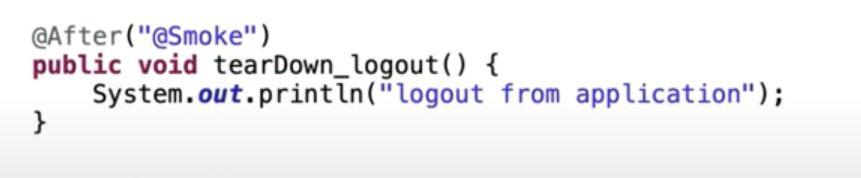 @After("@Smoke")
public void tearDown_logout() {
    System.out.println("logout from application");
}